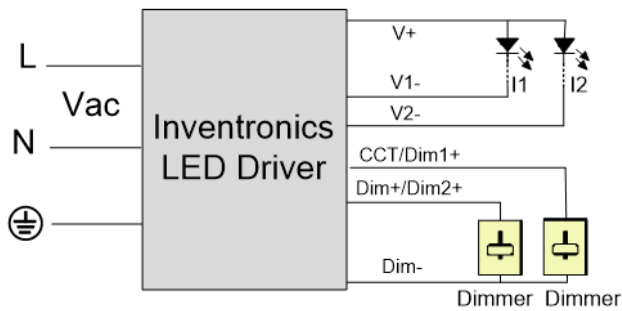 L
Vac
N
Inventronics
LED Driver
V+
V1-
I1
I2
V2-
CCT/Dim1+
Dim+/Dim2+
Dim-
Dimmer Dimmer